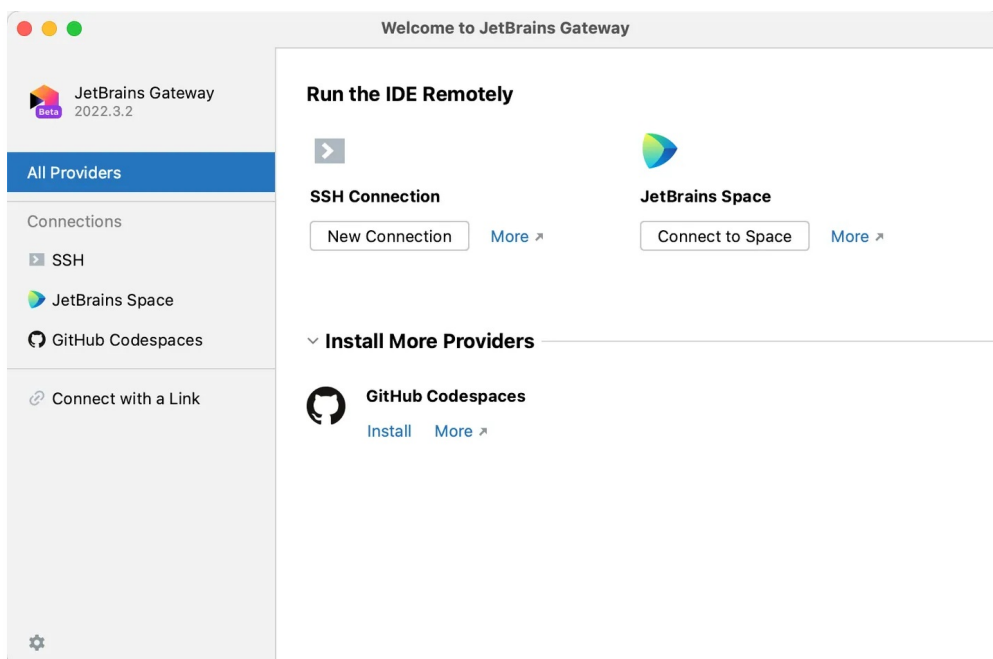 Welcome to JetBrains Gateway
JetBrains Gateway
Beta
2022.3.2
All Providers
Connections
SSH
JetBrains Space
GitHub Codespaces
Connect with a Link
Run the IDE Remotely
SSH Connection
New Connection More
JetBrains Space
Connect to Space More
Install More Providers
GitHub Codespaces
Install More